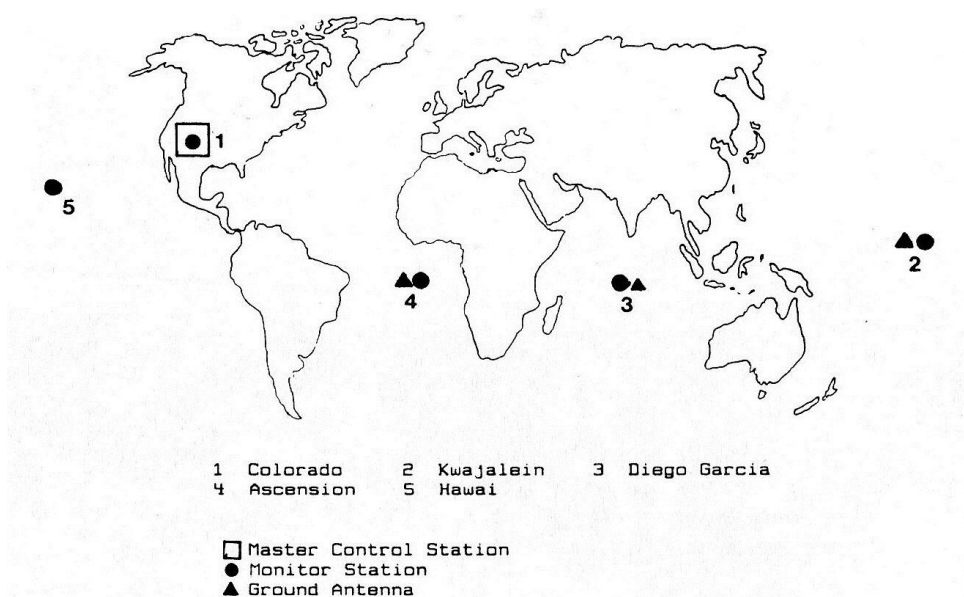 1
5
2
4
3
1 Colorado 2 Kwajalein 3 Diego Garcia
4 Ascension 5 Hawai
Master Control Station
Monitor Station
Ground Antenna